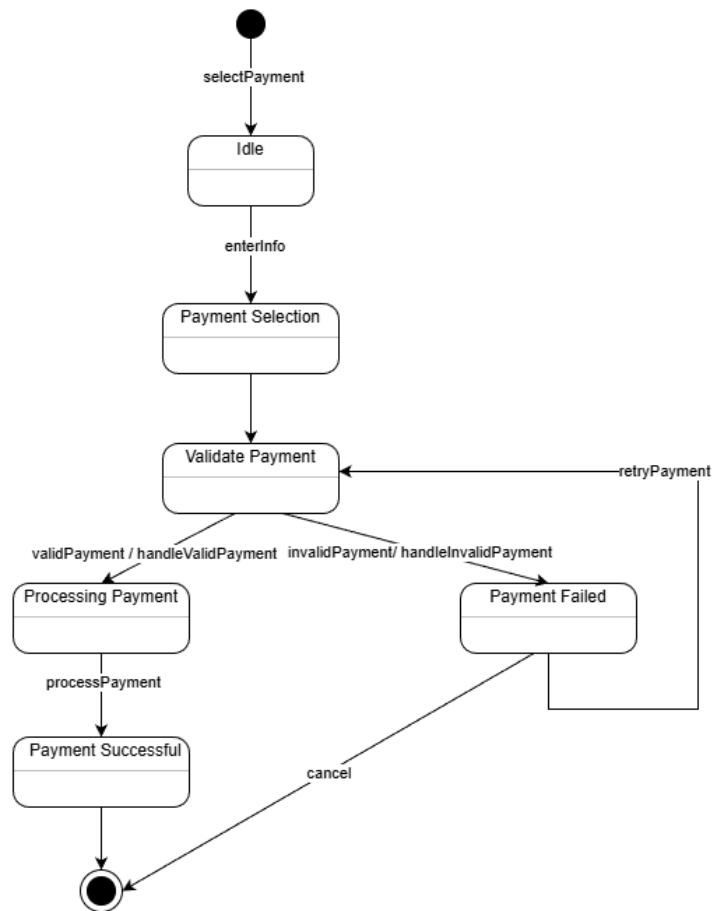 selectPayment
Idle
enterInfo
Payment Selection
Validate Payment
retryPayment
validPayment / handleValidPayment
invalidPayment/ handleInvalidPayment
Processing Payment
Payment Failed
processPayment
Payment Successful
cancel